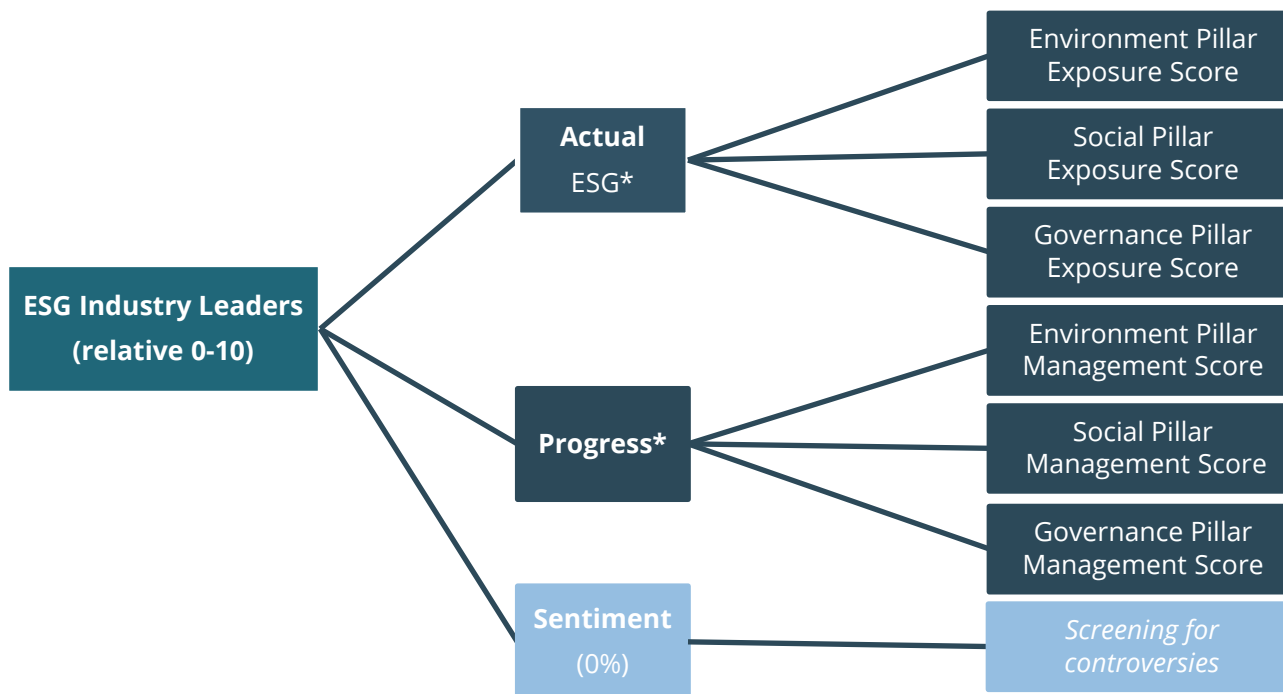 ESG Industry Leaders
(relative 0-10)
Actual
ESG*
Progress*
Sentiment
(0%)
Environment Pillar
Exposure Score
Social Pillar
Exposure Score
Governance Pillar
Exposure Score
Environment Pillar
Management Score
Social Pillar
Management Score
Governance Pillar
Management Score
Screening for
controversies